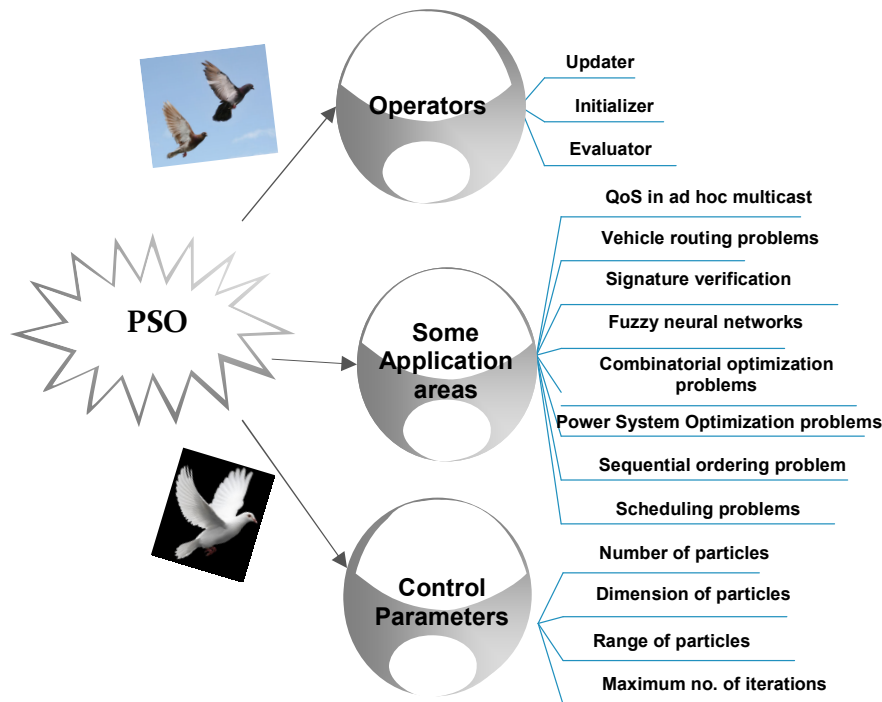 PSO
Operators
Updater
Initializer
Evaluator
Some
Application
areas
QoS in ad hoc multicast
Vehicle routing problems
Signature verification
Fuzzy neural networks
Combinatorial optimization
problems
Power System Optimization problems
Sequential ordering problem
Scheduling problems
Control
Parameters
Number of particles
Dimension of particles
Range of particles
Maximum no. of iterations